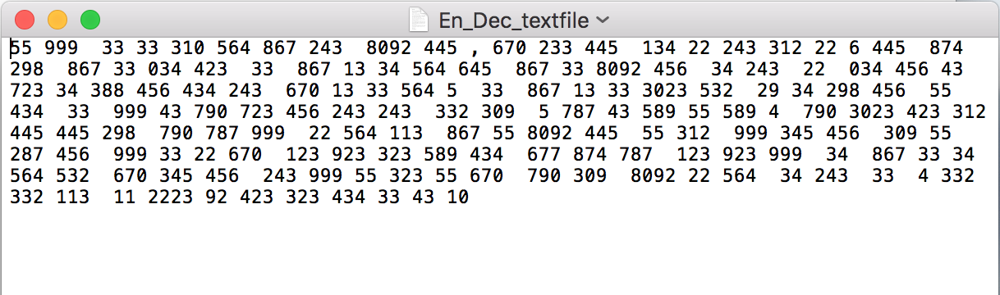 En_Dec_textfile
55 999  33 33 310 564 867 243  8092 445 , 670 233 445  134 22 243 312 22 6 445  874
298  867 33 034 423  33  867 13 34 564 645  867 33 8092 456  34 243  22  034 456 43
723 34 388 456 434 243  670 13 33 564 5  33  867 13 33 3023 532  29 34 298 456  55
434  33  999 43 790 723 456 243 243  332 309  5 787 43 589 55 589 4  790 3023 423 312
445 445 298  790 787 999  22 564 113  867 55 8092 445  55 312  999 345 456  309 55
287 456  999 33 22 670  123 923 323 589 434  677 874 787  123 923 999  34  867 33 34
564 532  670 345 456  243 999 55 323 55 670  790 309  8092 22 564  34 243  33  4 332
332 113  11 2223 92 423 323 434 33 43 10